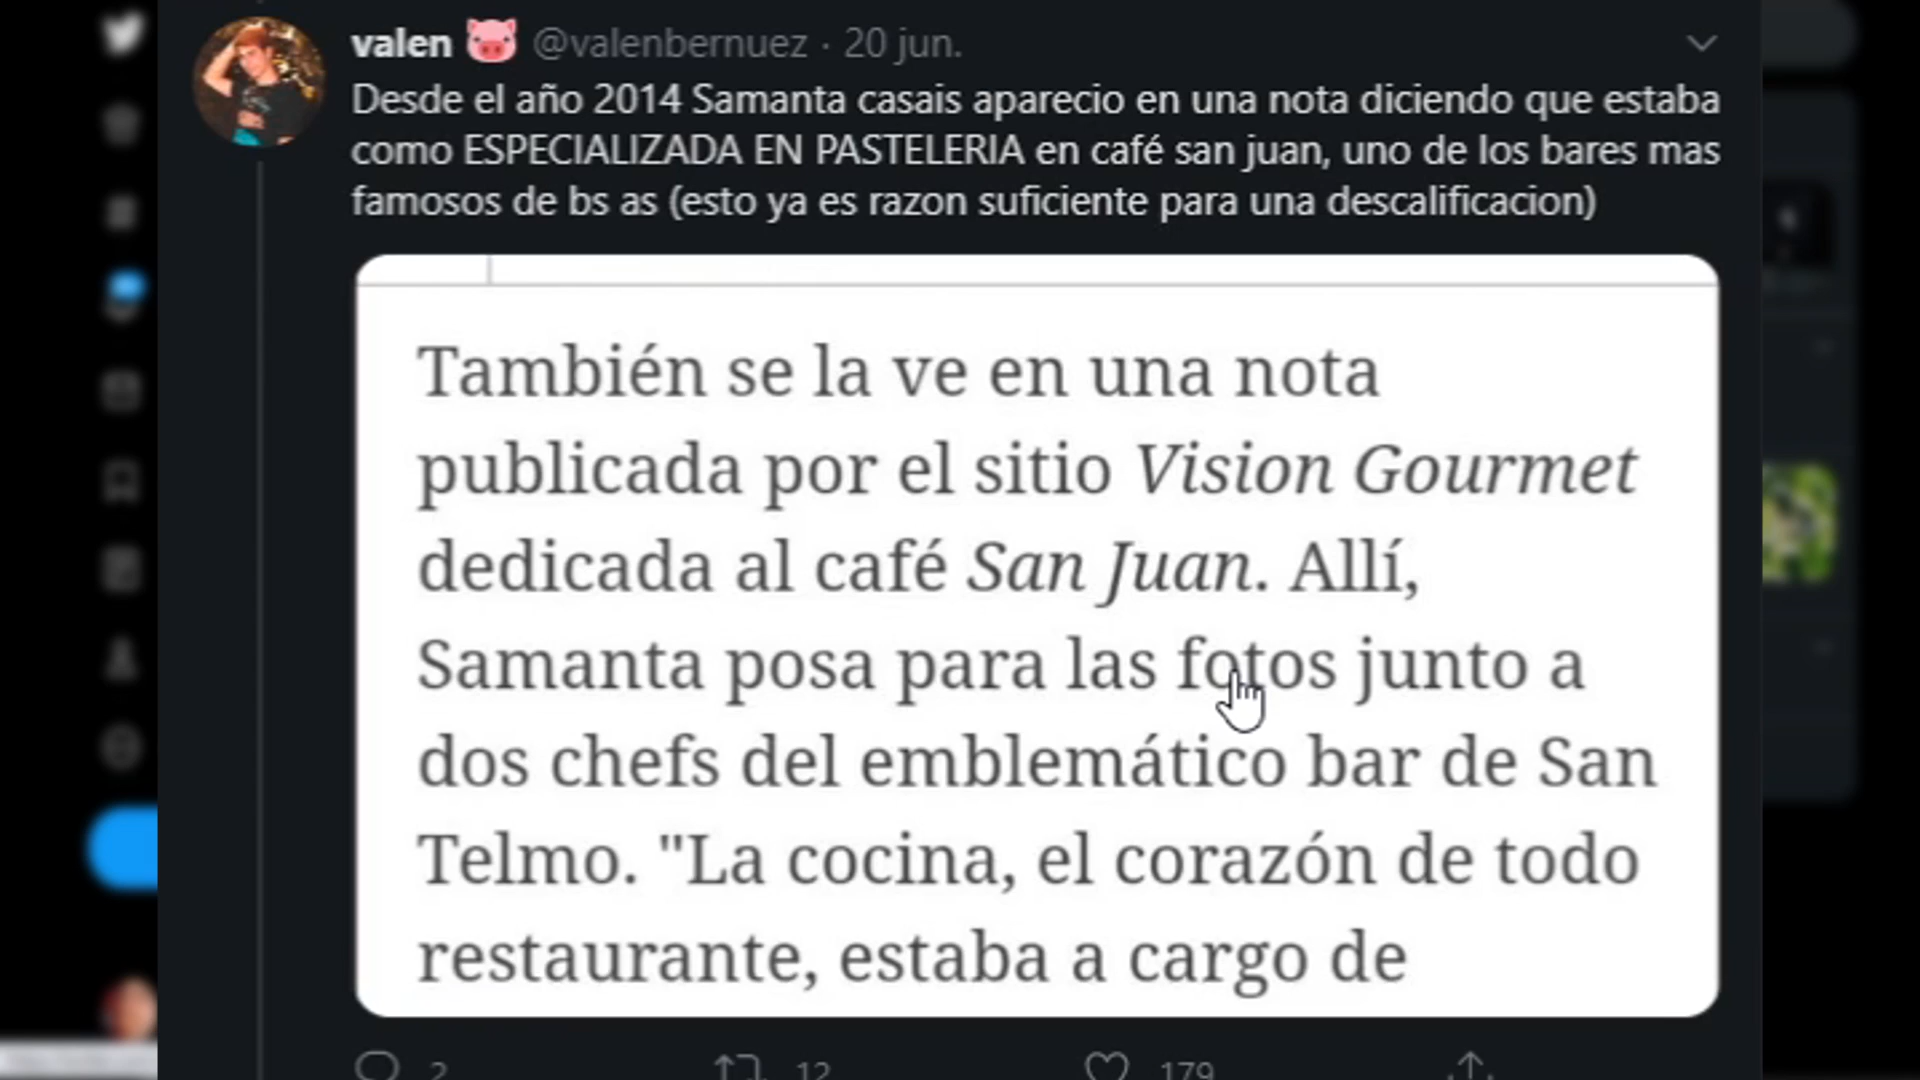 valen @valenbernuez · 20 jun.
Desde el año 2014 Samanta casais aparecio en una nota diciendo que estaba
como ESPECIALIZADA EN PASTELERIA en café san juan, uno de los bares mas
famosos de bs as (esto ya es razon suficiente para una descalificacion)
También se la ve en una nota
publicada por el sitio Vision Gourmet
dedicada al café San Juan. Allí,
Samanta posa para las fotos junto a
dos chefs del emblemático bar de San
Telmo. "La cocina, el corazón de todo
restaurante, estaba a cargo de
2 12 179